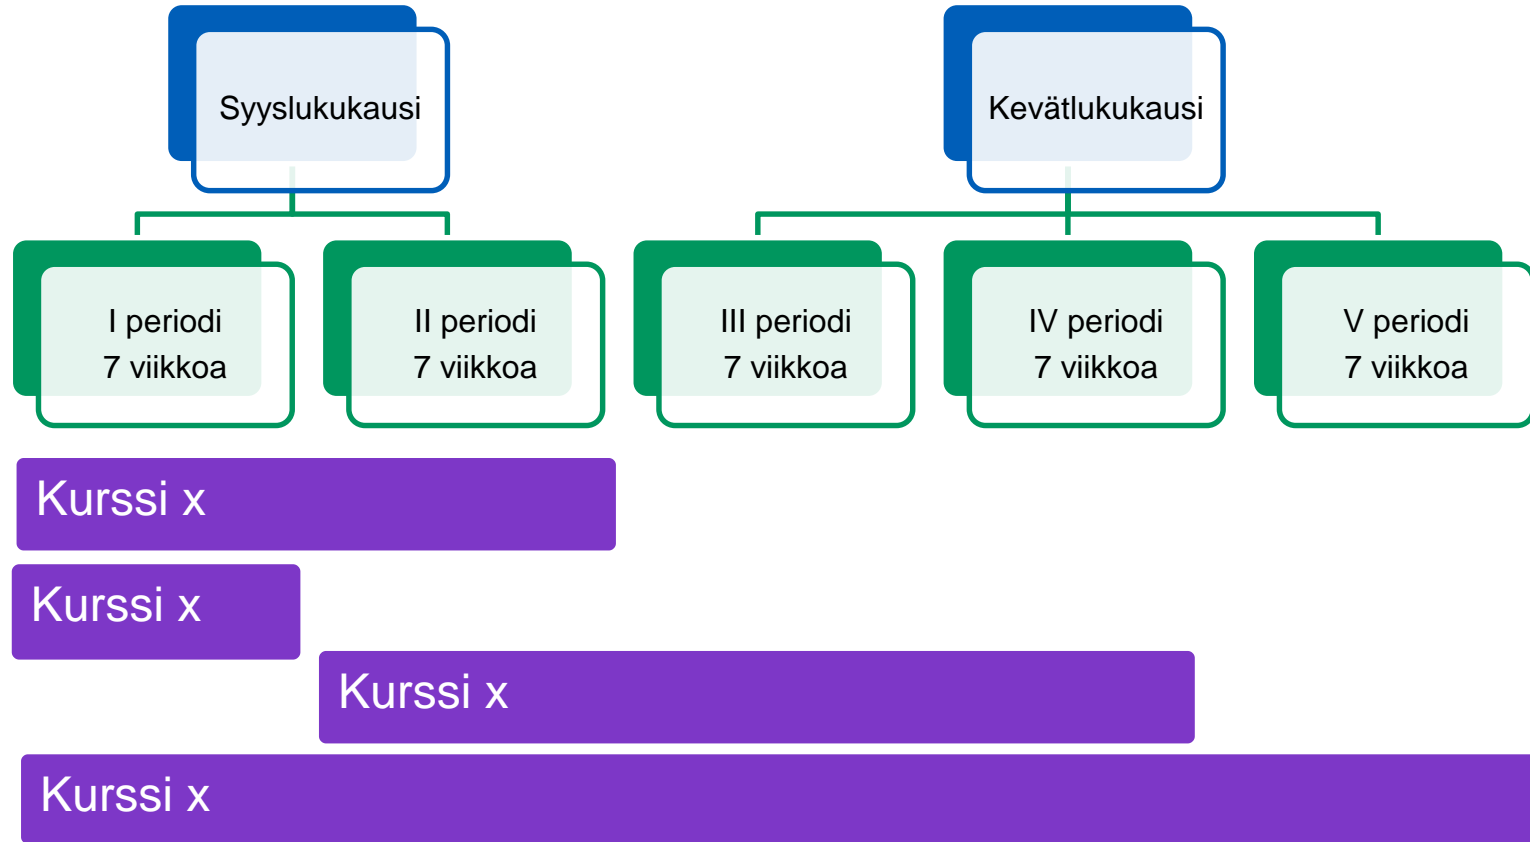 Syyslukukausi
Kevätlukukausi
I periodi
7 viikkoa
II periodi
7 viikkoa
III periodi
7 viikkoa
IV periodi
7 viikkoa
V periodi
7 viikkoa
Kurssi x
Kurssi x
Kurssi x
Kurssi x